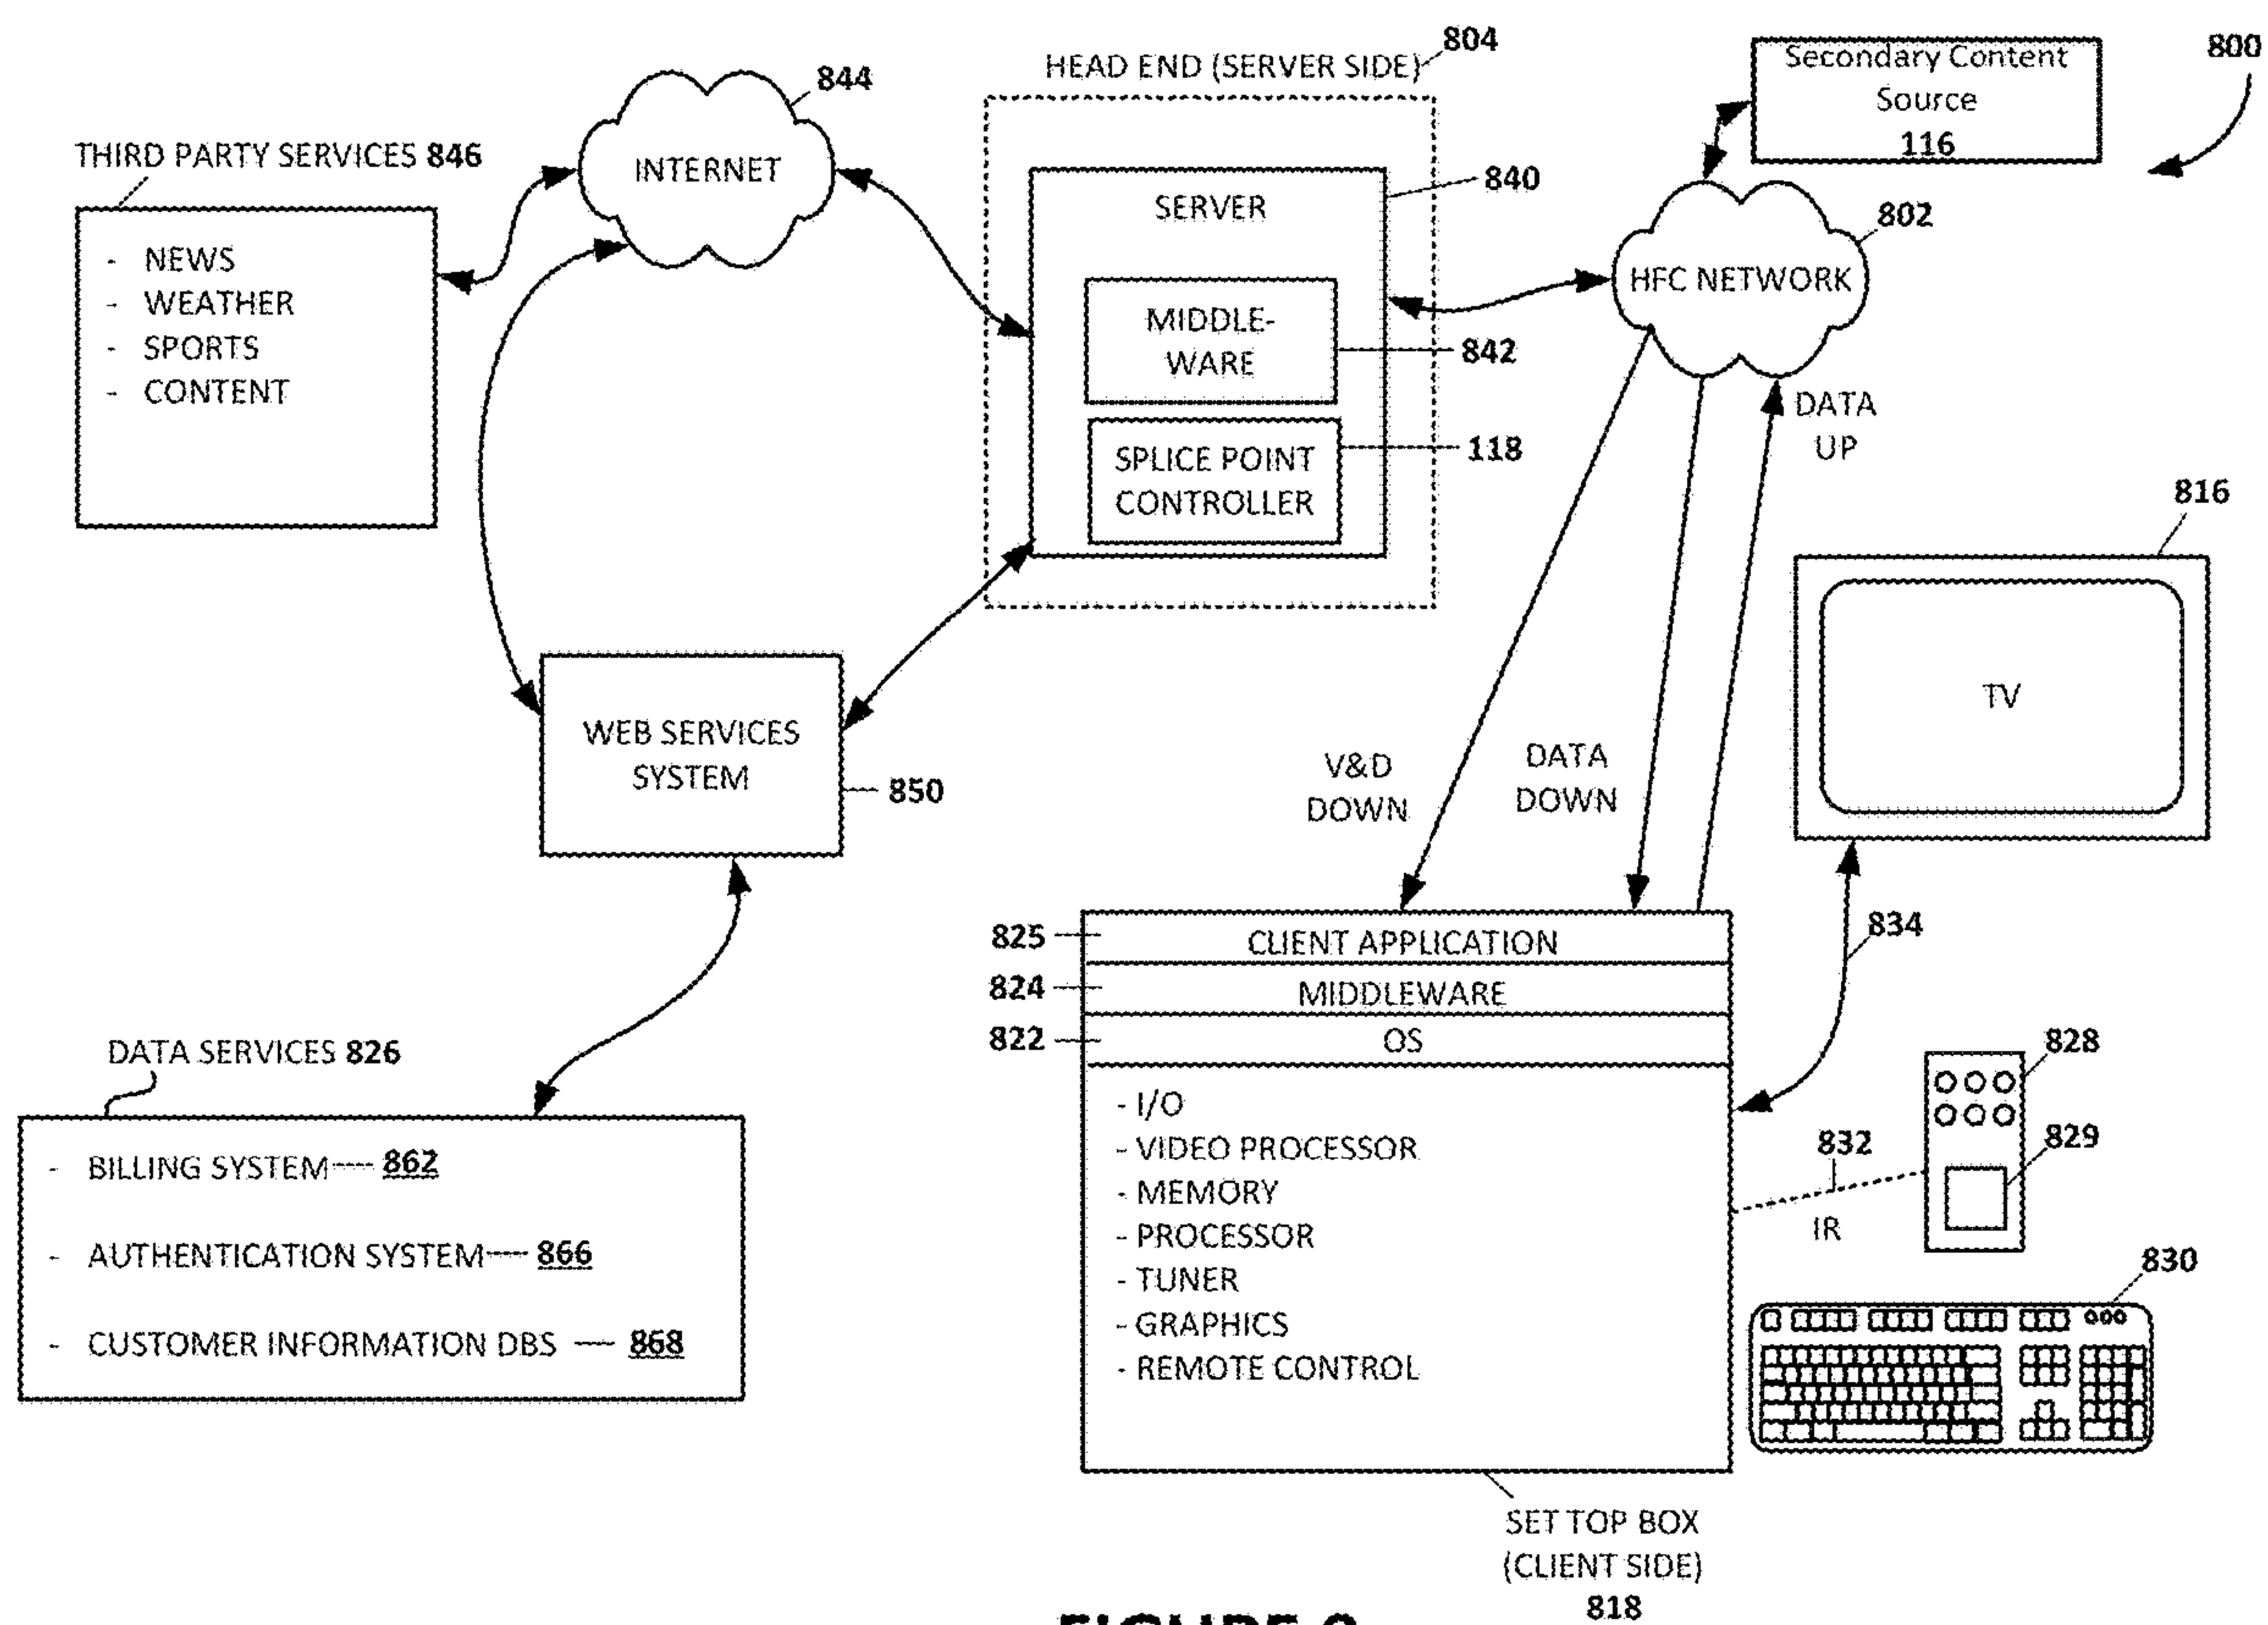 HEAD END (SERVER SIDE) 804
Secondary Content
Source
116
800
844
INTERNET
THIRD PARTY SERVICES 846
- NEWS
- WEATHER
- SPORTS
- CONTENT
SERVER
840
MIDDLE-
WARE
842
SPLICE POINT
CONTROLLER
118
802
HFC NETWORK
DATA
UP
816
TV
WEB SERVICES
SYSTEM
850
V&D
DOWN
DATA
DOWN
834
825
CLIENT APPLICATION
824
MIDDLEWARE
822
OS
- I/O
- VIDEO PROCESSOR
- MEMORY
- PROCESSOR
- TUNER
- GRAPHICS
- REMOTE CONTROL
828
829
832
IR
830
DATA SERVICES 826
- BILLING SYSTEM 862
- AUTHENTICATION SYSTEM 866
- CUSTOMER INFORMATION DBS 868
SET TOP BOX
(CLIENT SIDE)
818
FIGURE